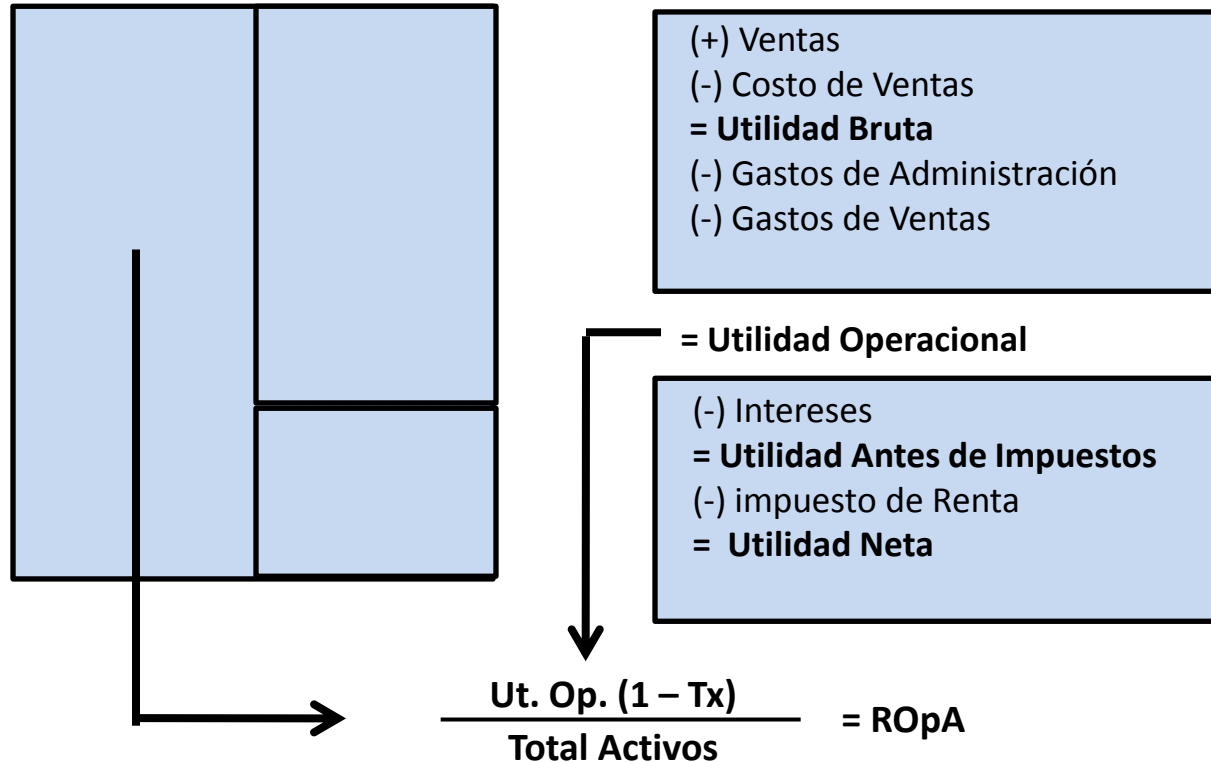 (+) Ventas
(-) Costo de Ventas
= Utilidad Bruta
(-) Gastos de Administración
(-) Gastos de Ventas
= Utilidad Operacional
(-) Intereses
= Utilidad Antes de Impuestos
(-) impuesto de Renta
= Utilidad Neta
Ut. Op. (1 – Tx)
Total Activos
= ROpA